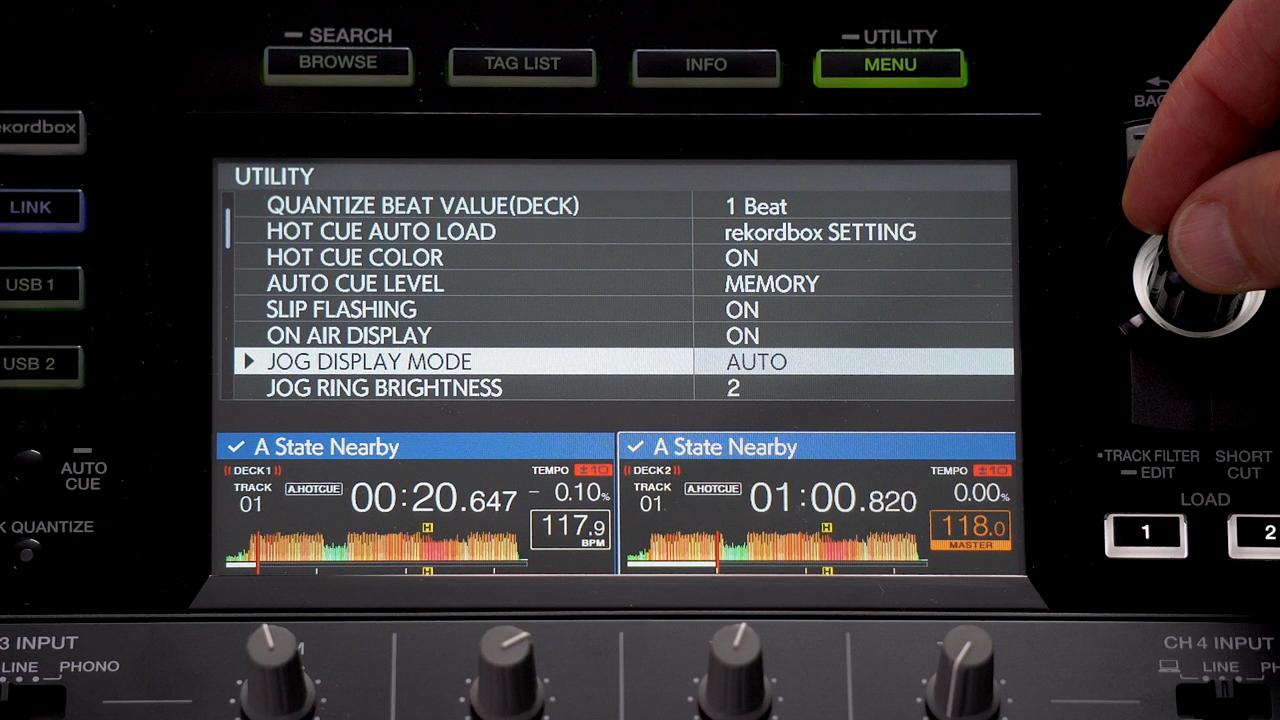 SEARCH
UTILITY
BROWSE
TAG LIST
INFO
MENU
kordbox
LINK
USB 1
USB 2
AUTO
CUE
QUANTIZE
UTILITY
QUANTIZE BEAT VALUE(DECK) 1 Beat
HOT CUE AUTO LOAD rekordbox SETTING
HOT CUE COLOR ON
AUTO CUE LEVEL MEMORY
SLIP FLASHING ON
ON AIR DISPLAY ON
JOG DISPLAY MODE AUTO
JOG RING BRIGHTNESS 2
A State Nearby
DECK1
TEMPO ±10
TRACK
01
A.HOTCUE
00:20.647
- 0.10%
117.9
BPM
H
H
A State Nearby
DECK2
TEMPO ±10
TRACK
01
A.HOTCUE
01:00.820
0.00%
118.0
MASTER
H
H
TRACK FILTER
EDIT
SHORT
CUT
LOAD
1
2
3 INPUT
LINE
PHONO
CH 4 INPUT
LINE